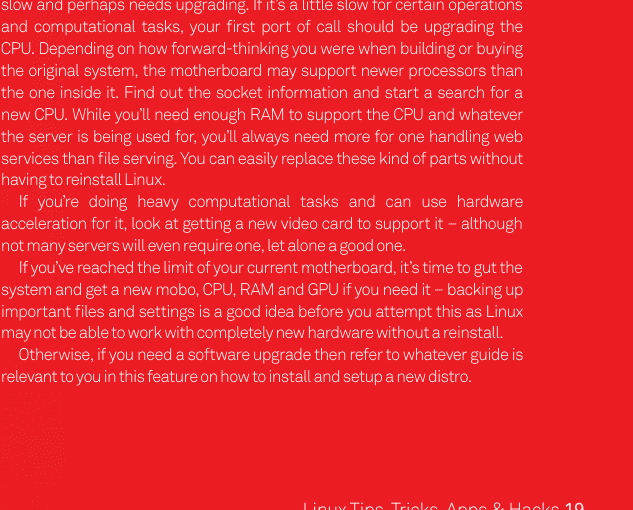 slow and perhaps needs upgrading. If it's a little slow for certain operations
and computational tasks, your first port of call should be upgrading the
CPU. Depending on how forward-thinking you were when building or buying
the original system, the motherboard may support newer processors than
the one inside it. Find out the socket information and start a search for a
new CPU. While you'll need enough RAM to support the CPU and whatever
the server is being used for, you'll always need more for one handling web
services than file serving. You can easily replace these kind of parts without
having to reinstall Linux.
If you're doing heavy computational tasks and can use hardware
acceleration for it, look at getting a new video card to support it – although
not many servers will even require one, let alone a good one.
If you've reached the limit of your current motherboard, it's time to gut the
system and get a new mobo, CPU, RAM and GPU if you need it – backing up
important files and settings is a good idea before you attempt this as Linux
may not be able to work with completely new hardware without a reinstall.
Otherwise, if you need a software upgrade then refer to whatever guide is
relevant to you in this feature on how to install and setup a new distro.
Linux Tips, Tricks, Apps & Hacks 19